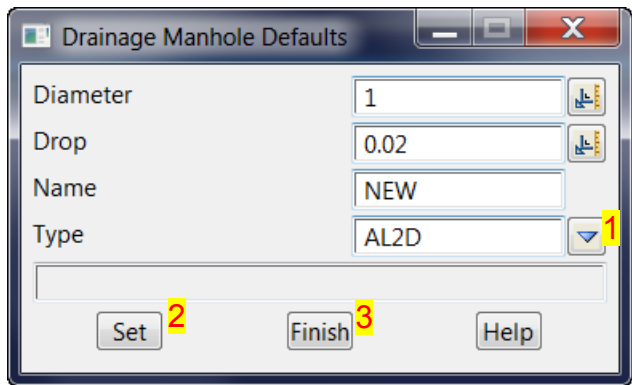 Drainage Manhole Defaults
Diameter 1
Drop 0.02
Name NEW
Type AL2D 1
Set 2 Finish 3 Help